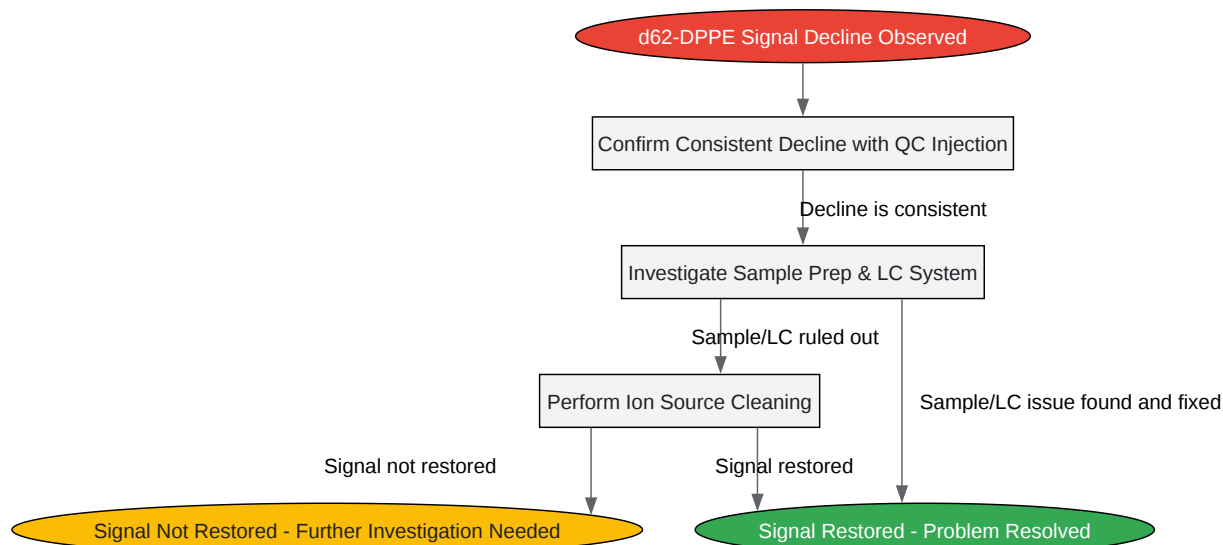 d62-DPPE Signal Decline Observed
Confirm Consistent Decline with QC Injection
Decline is consistent
Investigate Sample Prep & LC System
Sample/LC ruled out
Perform Ion Source Cleaning
Sample/LC issue found and fixed
Signal not restored
Signal restored
Signal Not Restored - Further Investigation Needed
Signal Restored - Problem Resolved